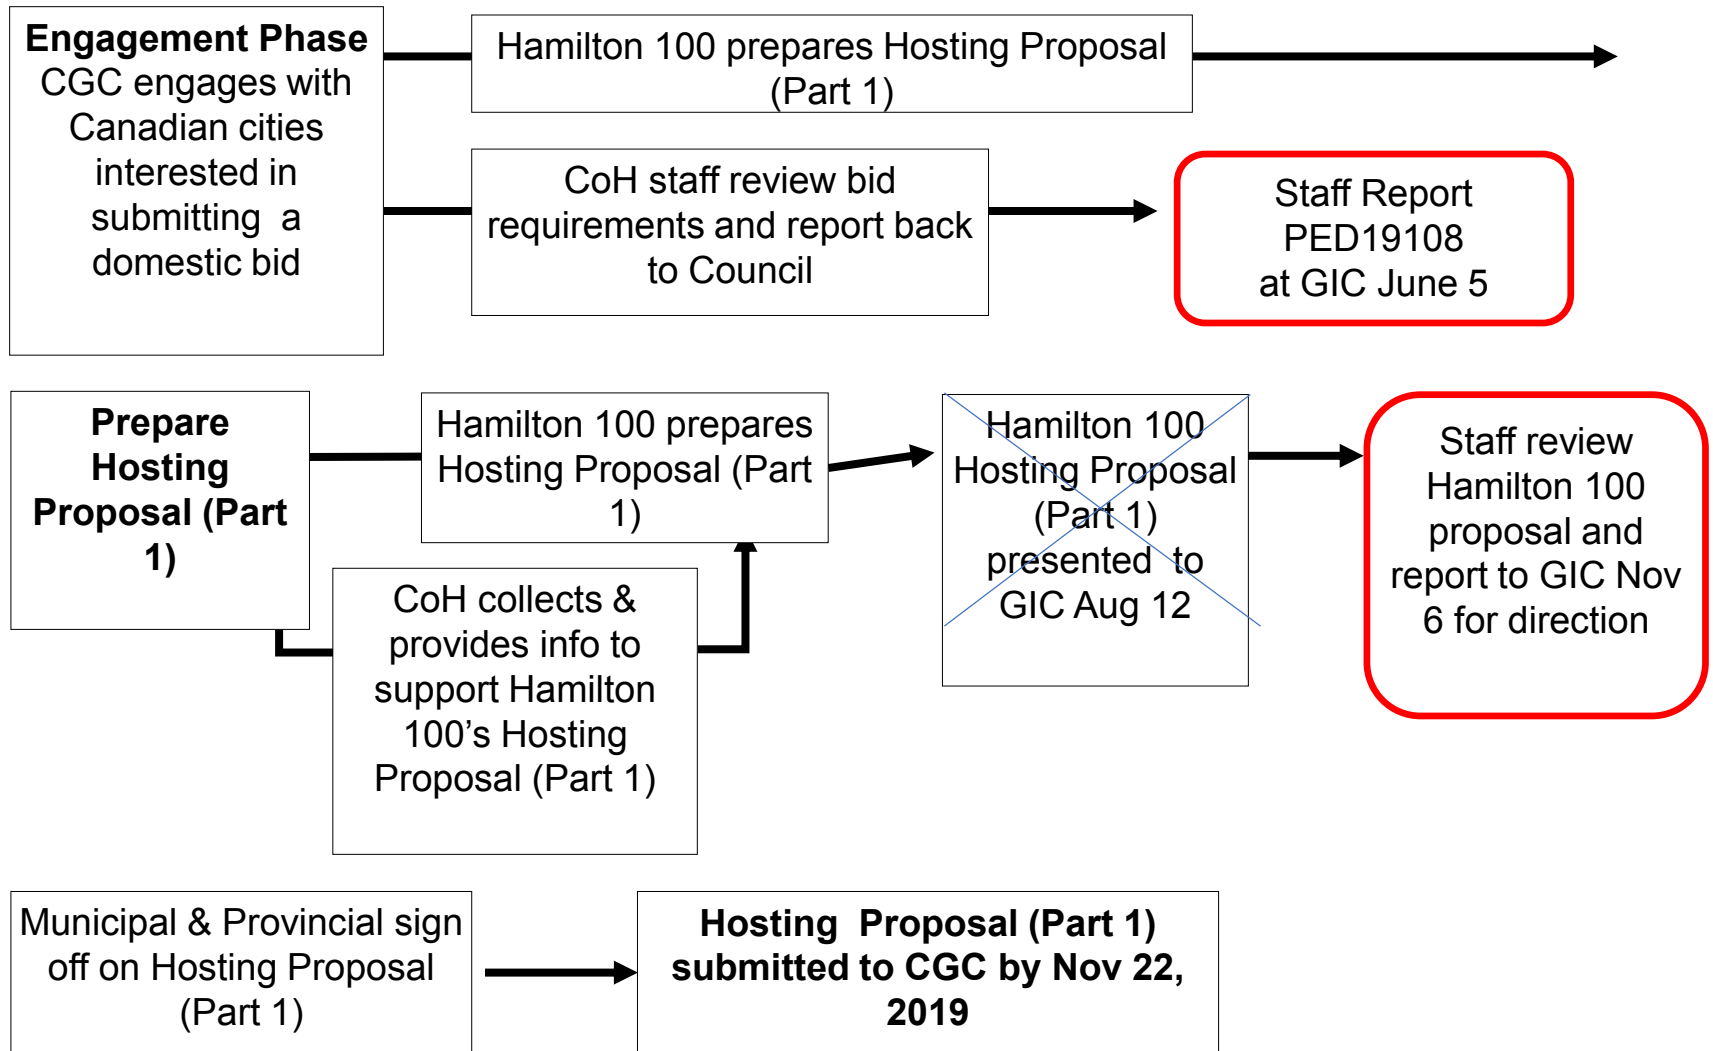 Engagement Phase
CGC engages with
Canadian cities
interested in
submitting a
domestic bid
Hamilton 100 prepares Hosting Proposal
(Part 1)
CoH staff review bid
requirements and report back
to Council
Staff Report
PED19108
at GIC June 5
Prepare
Hosting
Proposal (Part
1)
Hamilton 100 prepares
Hosting Proposal (Part
1)
CoH collects &
provides info to
support Hamilton
100’s Hosting
Proposal (Part 1)
Hamilton 100
Hosting Proposal
(Part 1)
presented to
GIC Aug 12
Staff review
Hamilton 100
proposal and
report to GIC Nov
6 for direction
Municipal & Provincial sign
off on Hosting Proposal
(Part 1)
Hosting Proposal (Part 1)
submitted to CGC by Nov 22,
2019